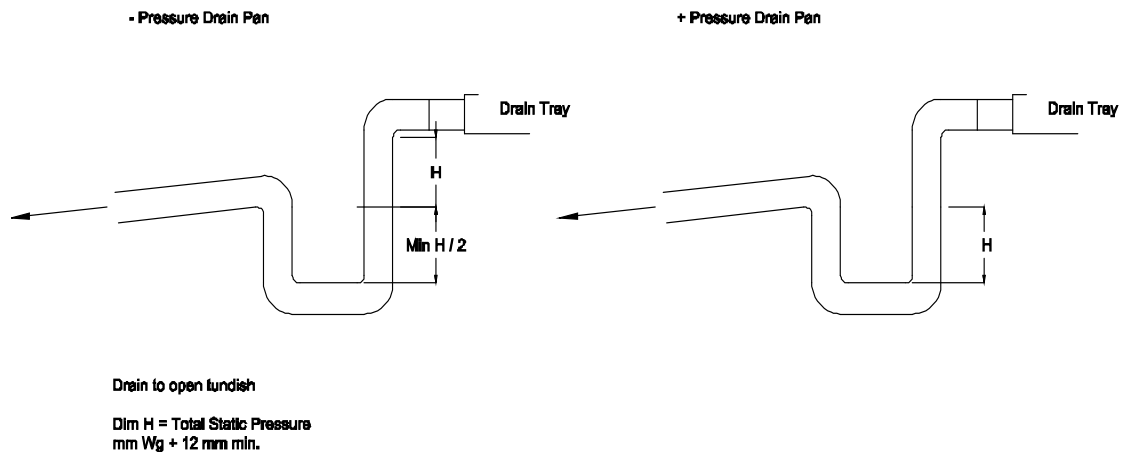 - Pressure Drain Pan
+ Pressure Drain Pan
Drain Tray
Drain Tray
H
Min H / 2
H
Drain to open tundish
Dim H = Total Static Pressure
mm Wg + 12 mm min.